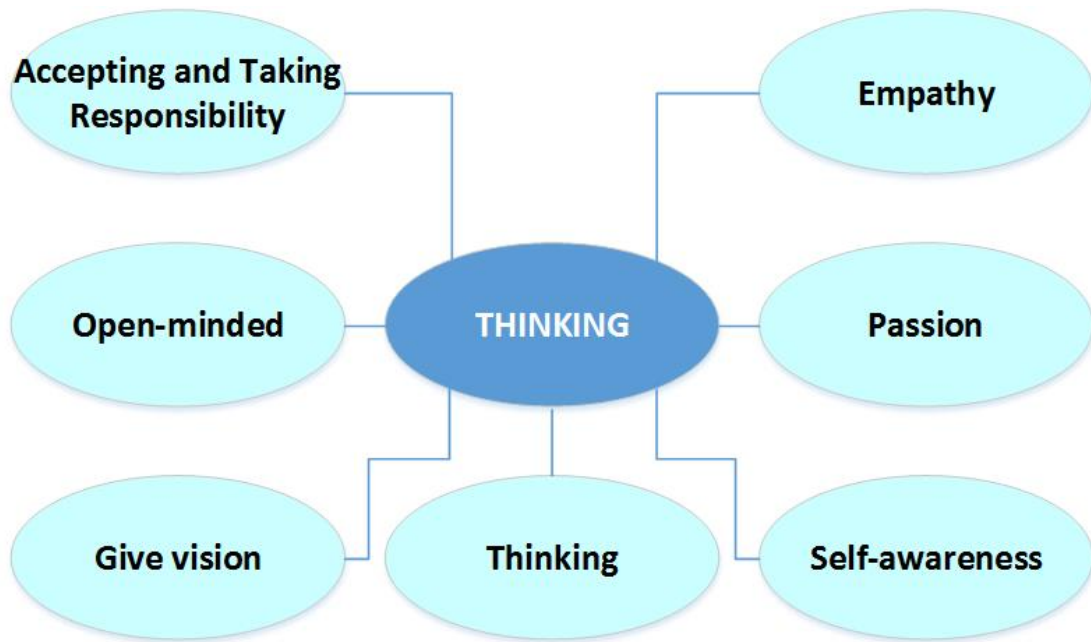 Accepting and Taking
Responsibility
Empathy
Open-minded
THINKING
Passion
Give vision
Thinking
Self-awareness